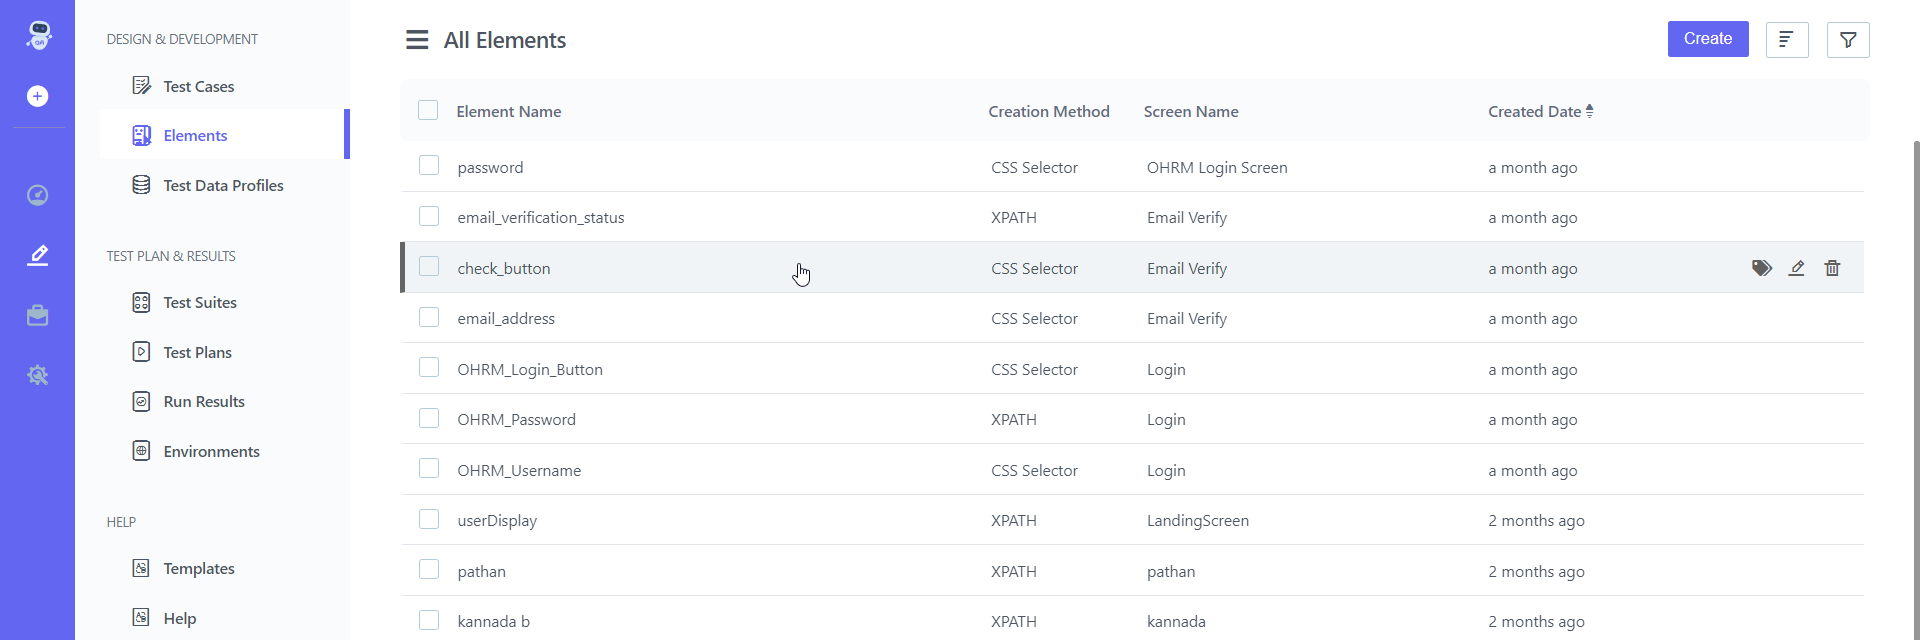 DESIGN & DEVELOPMENT
Test Cases
Elements
Test Data Profiles
TEST PLAN & RESULTS
Test Suites
Test Plans
Run Results
Environments
HELP
Templates
Help
All Elements
Create
Element Name Creation Method Screen Name Created Date
password CSS Selector OHRM Login Screen a month ago
email_verification_status XPATH Email Verify a month ago
check_button CSS Selector Email Verify a month ago
email_address CSS Selector Email Verify a month ago
OHRM_Login_Button CSS Selector Login a month ago
OHRM_Password XPATH Login a month ago
OHRM_Username CSS Selector Login a month ago
userDisplay XPATH LandingScreen 2 months ago
pathan XPATH pathan 2 months ago
kannada b XPATH kannada 2 months ago